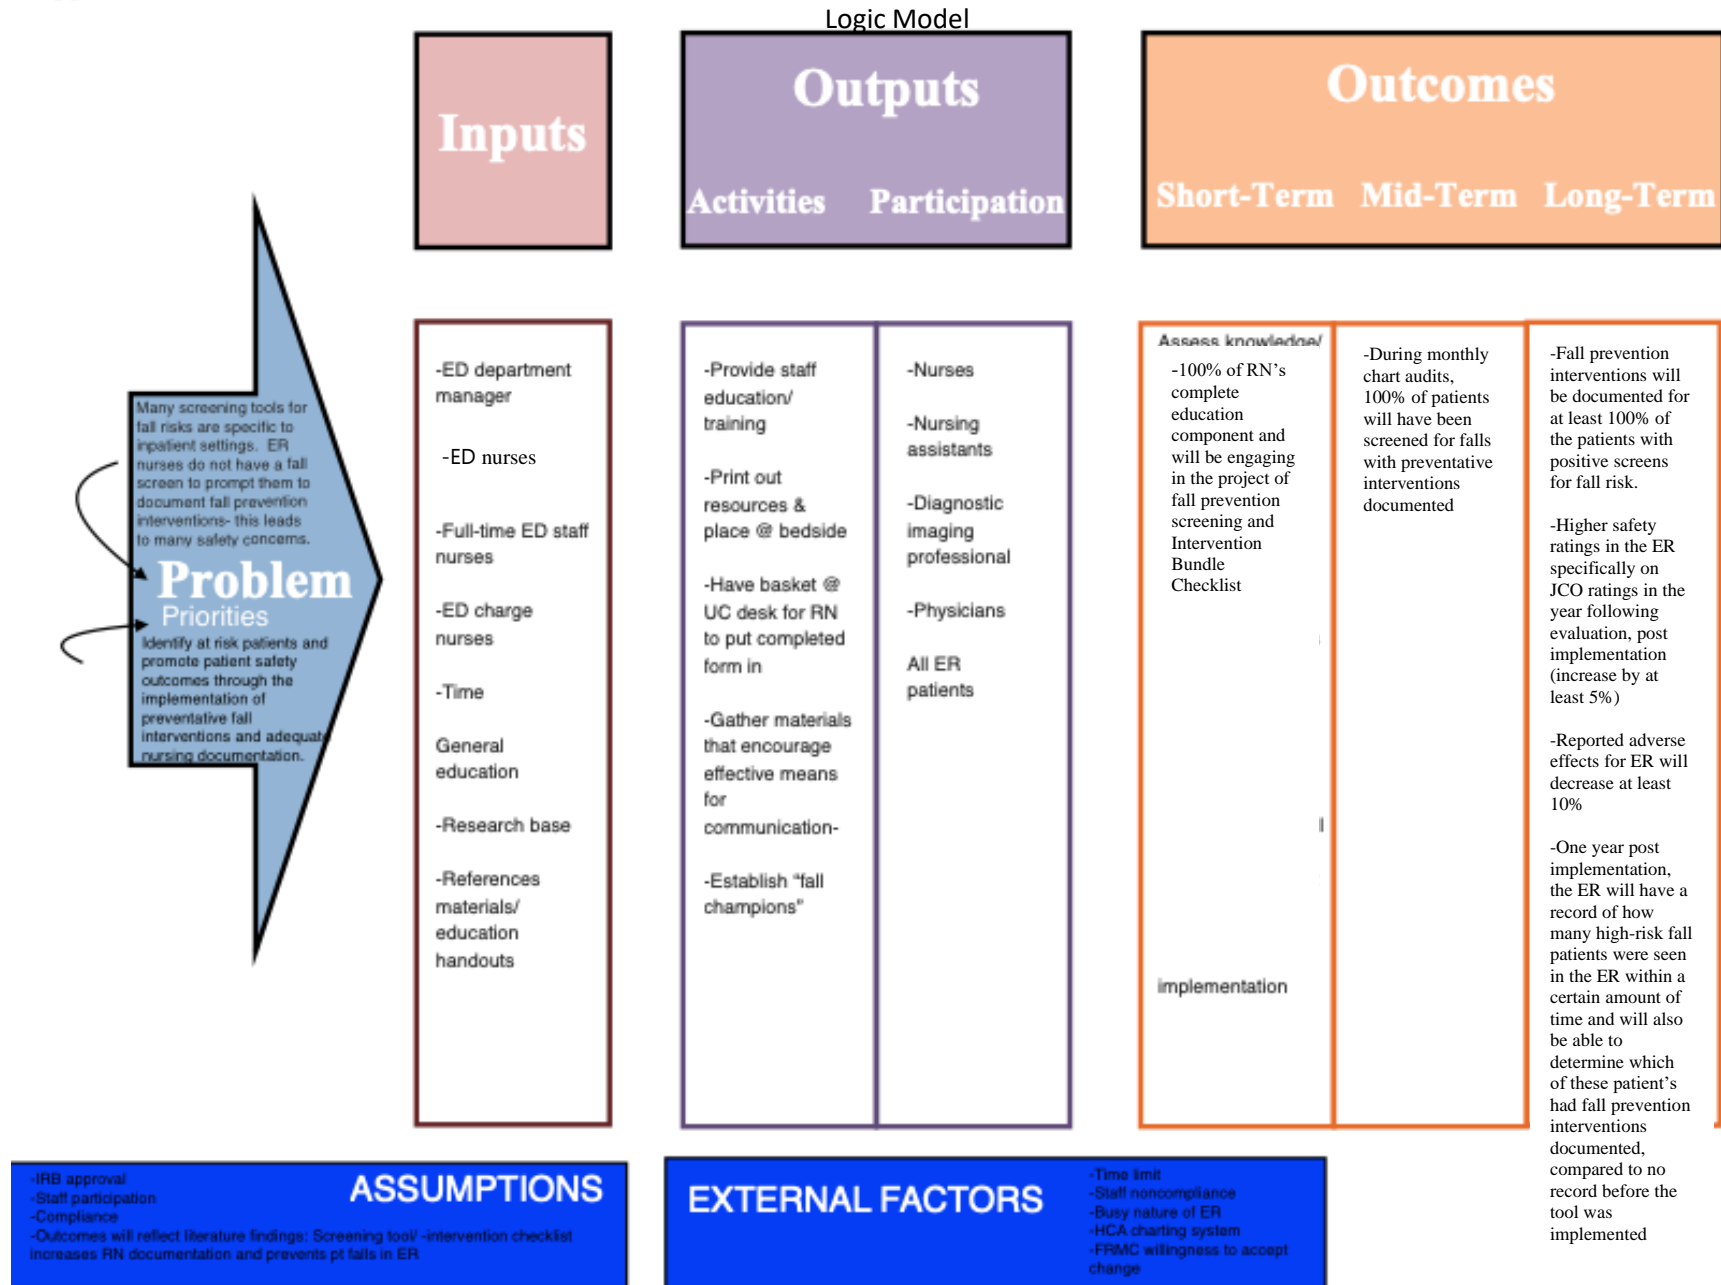 Logic Model
Inputs
Outputs
Activities Participation
Outcomes
Short-Term Mid-Term Long-Term
Many screening tools for
fall risks are specific to
inpatient settings. ER
nurses do not have a fall
screen to prompt them to
document fall prevention
interventions- this leads
to many safety concerns.
Problem
Priorities
Identify at risk patients and
promote patient safety
outcomes through the
implementation of
preventative fall
interventions and adequate
nursing documentation.
-ED department
manager
-ED nurses
-Full-time ED staff
nurses
-ED charge
nurses
-Time
General
education
-Research base
-References
materials/
education
handouts
-Provide staff
education/
training
-Print out
resources &
place @ bedside
-Have basket @
UC desk for RN
to put completed
form in
-Gather materials
that encourage
effective means
for
communication-
-Establish “fall
champions”
-Nurses
-Nursing
assistants
-Diagnostic
imaging
professional
-Physicians
All ER
patients
Assess knowledge/
-100% of RN’s
complete
education
component and
will be engaging
in the project of
fall prevention
screening and
Intervention
Bundle
Checklist
implementation
-During monthly
chart audits,
100% of patients
will have been
screened for falls
with preventative
interventions
documented
-Fall prevention
interventions will
be documented for
at least 100% of
the patients with
positive screens
for fall risk.
-Higher safety
ratings in the ER
specifically on
JCO ratings in the
year following
evaluation, post
implementation
(increase by at
least 5%)
-Reported adverse
effects for ER will
decrease at least
10%
-One year post
implementation,
the ER will have a
record of how
many high-risk fall
patients were seen
in the ER within a
certain amount of
time and will also
be able to
determine which
of these patient’s
had fall prevention
interventions
documented,
compared to no
record before the
tool was
implemented
ASSUMPTIONS
-IRB approval
-Staff participation
-Compliance
-Outcomes will reflect literature findings: Screening tool/ -intervention checklist
increases RN documentation and prevents pt falls in ER
EXTERNAL FACTORS
-Time limit
-Staff noncompliance
-Busy nature of ER
-HCA charting system
-FRMC willingness to accept
change